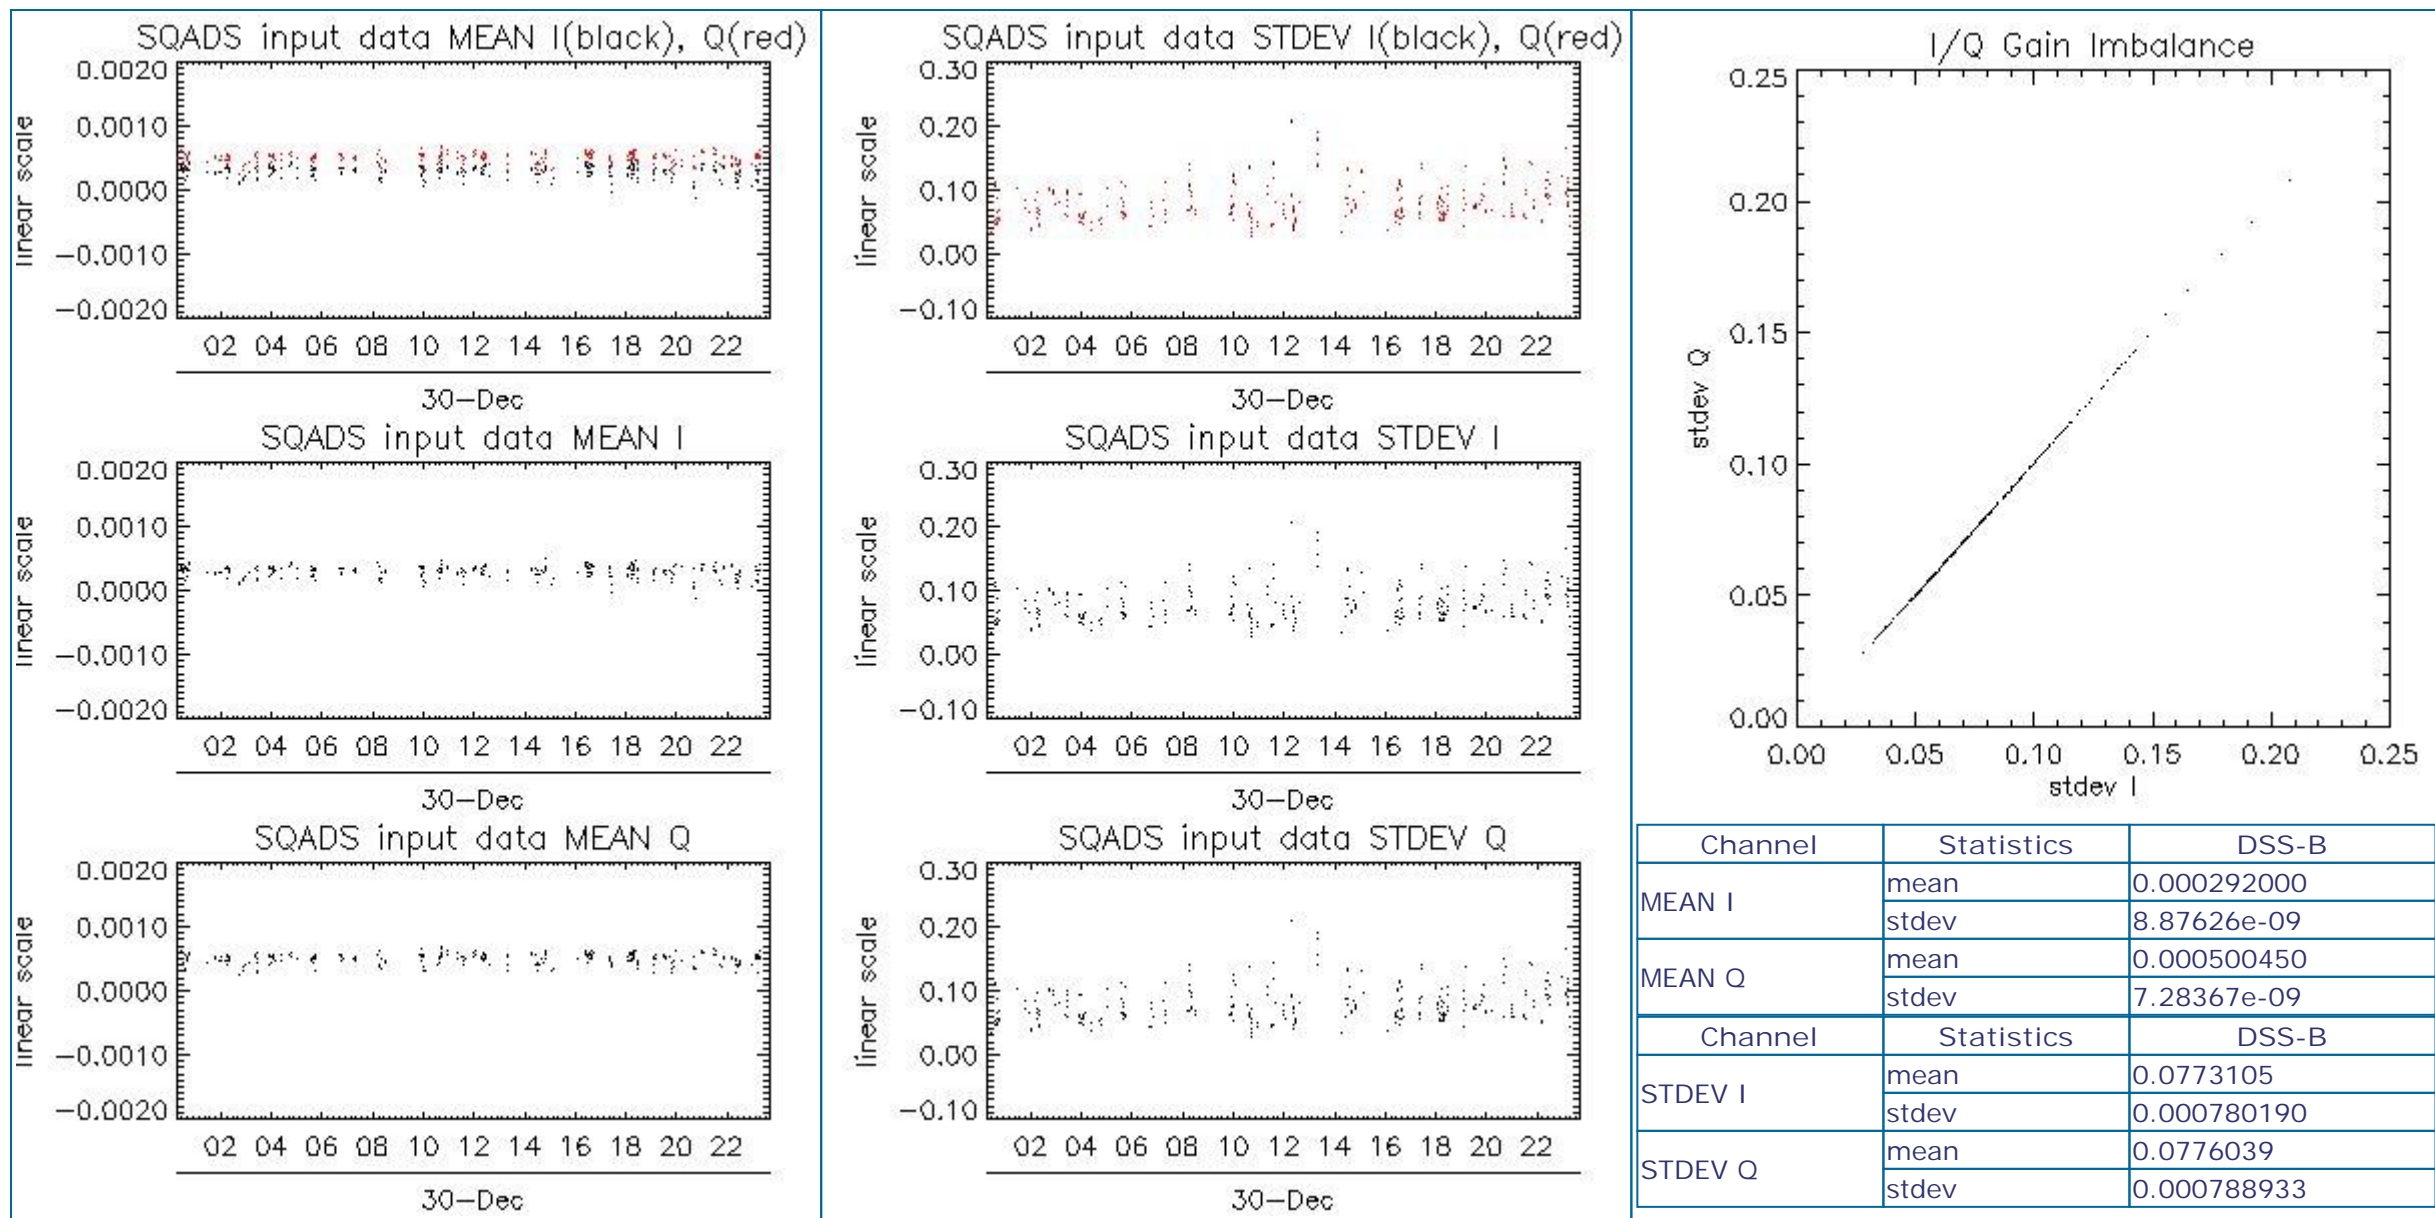 SQADS input data MEAN I(black), Q(red)
0.0020
0.0010
0.0000
−0.0010
−0.0020
linear scale
02 04 06 08 10 12 14 16 18 20 22
30−Dec
SQADS input data MEAN I
0.0020
0.0010
0.0000
−0.0010
−0.0020
linear scale
02 04 06 08 10 12 14 16 18 20 22
30−Dec
SQADS input data MEAN Q
0.0020
0.0010
0.0000
−0.0010
−0.0020
linear scale
02 04 06 08 10 12 14 16 18 20 22
30−Dec
SQADS input data STDEV I(black), Q(red)
0.30
0.20
0.10
0.00
−0.10
linear scale
02 04 06 08 10 12 14 16 18 20 22
30−Dec
SQADS input data STDEV I
0.30
0.20
0.10
0.00
−0.10
linear scale
02 04 06 08 10 12 14 16 18 20 22
30−Dec
SQADS input data STDEV Q
0.30
0.20
0.10
0.00
−0.10
linear scale
02 04 06 08 10 12 14 16 18 20 22
30−Dec
I/Q Gain Imbalance
0.25
0.20
0.15
0.10
0.05
0.00
stdev Q
0.00 0.05 0.10 0.15 0.20 0.25
stdev I
Channel Statistics DSS-B
MEAN I mean 0.000292000
stdev 8.87626e-09
MEAN Q mean 0.000500450
stdev 7.28367e-09
Channel Statistics DSS-B
STDEV I mean 0.0773105
stdev 0.000780190
STDEV Q mean 0.0776039
stdev 0.000788933